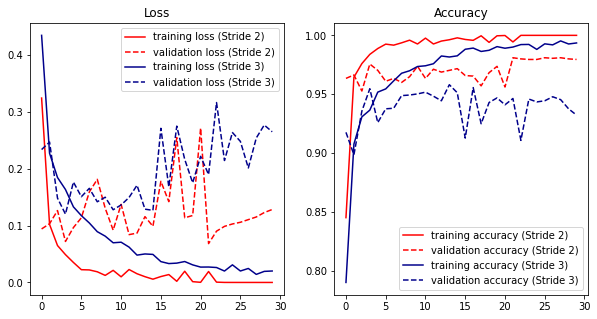 Loss
training loss (Stride 2)
validation loss (Stride 2)
training loss (Stride 3)
validation loss (Stride 3)
0.4
0.3
0.2
0.1
0.0
0 5 10 15 20 25 30
Accuracy
1.00
0.95
0.90
0.85
0.80
training accuracy (Stride 2)
validation accuracy (Stride 2)
training accuracy (Stride 3)
validation accuracy (Stride 3)
0 5 10 15 20 25 30